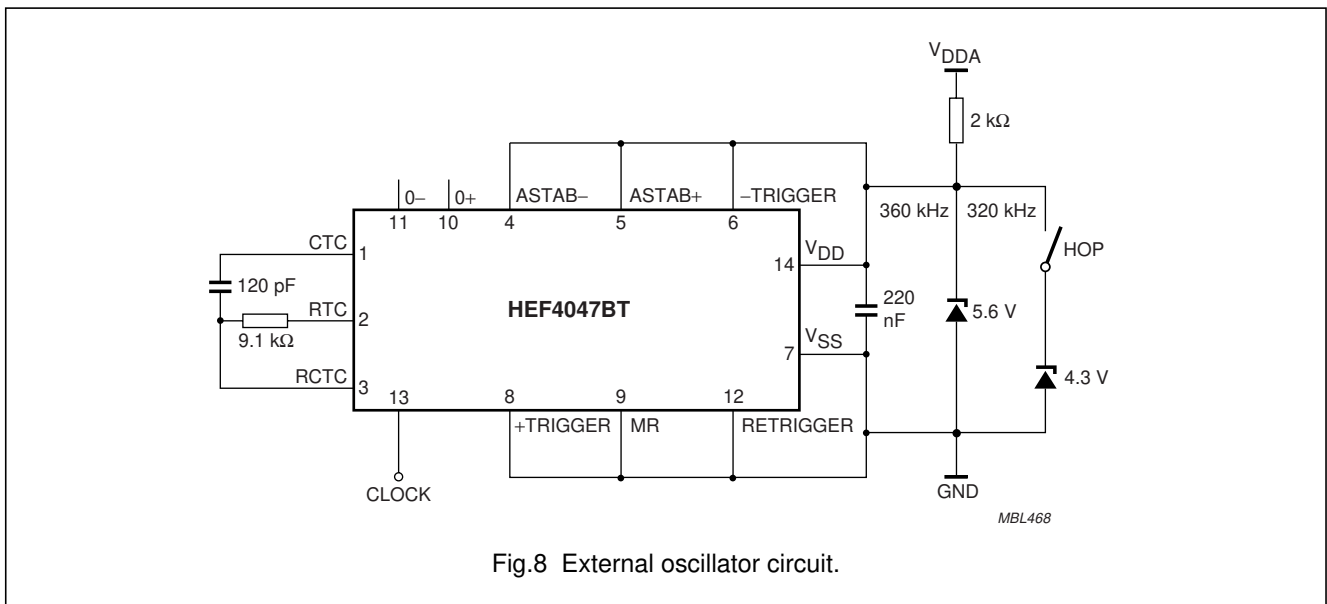 VDDA
2 kΩ
0−
0+
ASTAB−
ASTAB+
−TRIGGER
360 kHz
320 kHz
11
10
4
5
6
CTC
1
VDD
14
HOP
120 pF
RTC
2
HEF4047BT
220
nF
5.6 V
9.1 kΩ
VSS
7
RCTC
3
4.3 V
13
8
9
12
+TRIGGER
MR
RETRIGGER
CLOCK
GND
MBL468
Fig.8 External oscillator circuit.